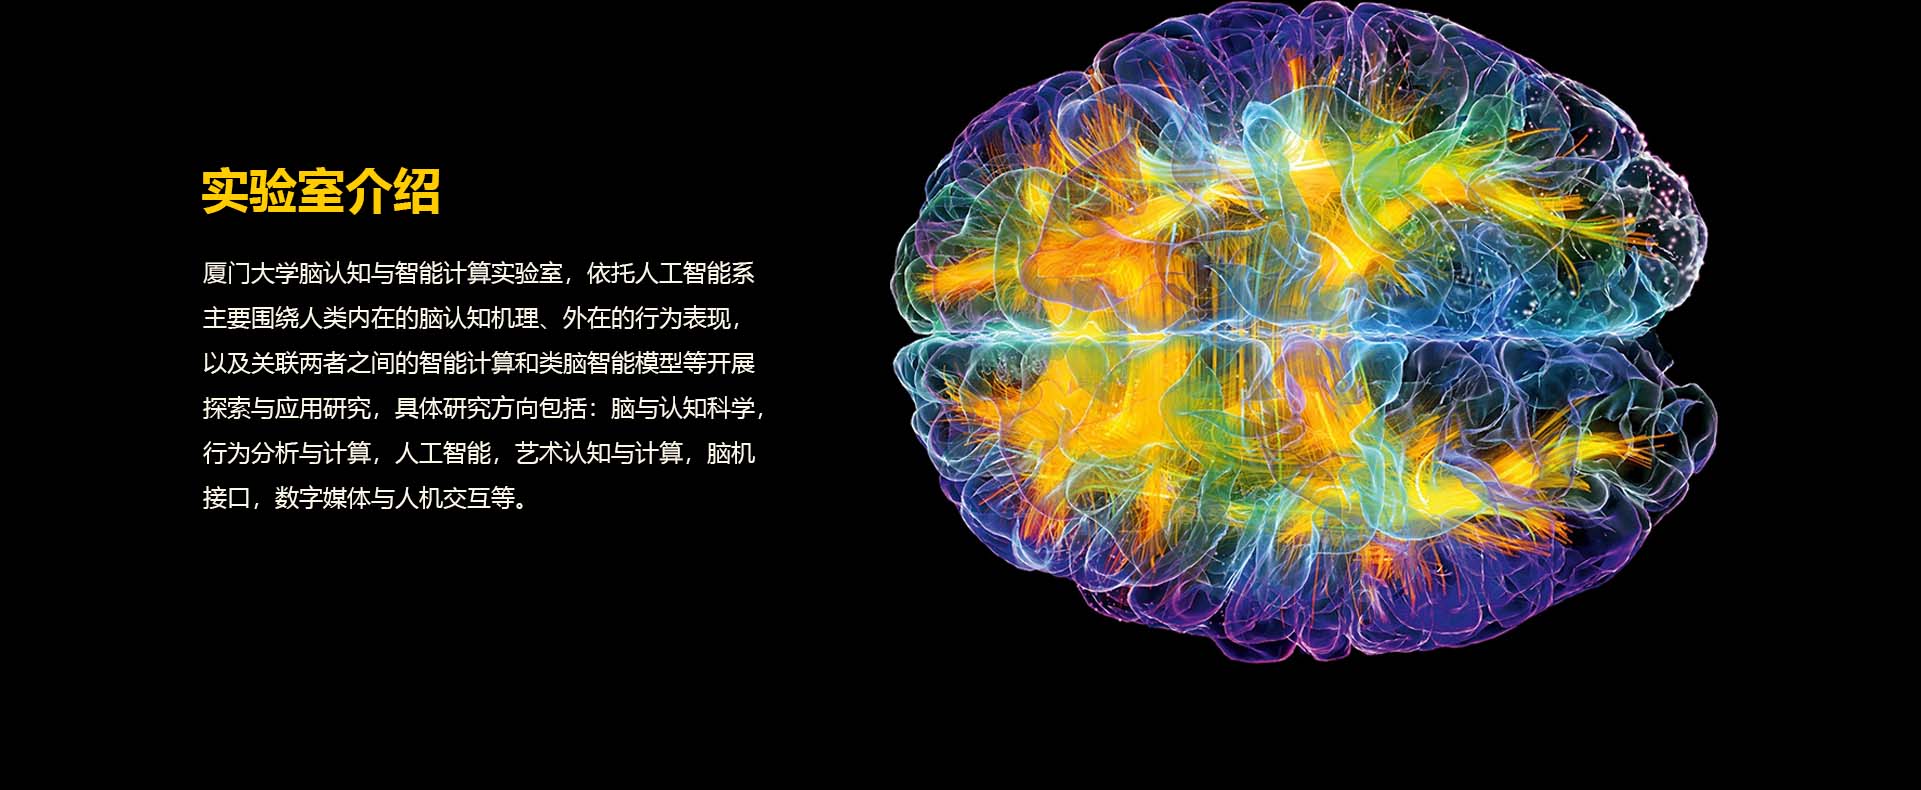 实验室介绍
厦门大学脑认知与智能计算实验室，依托人工智能系
主要围绕人类内在的脑认知机理、外在的行为表现，
以及关联两者之间的智能计算和类脑智能模型等开展
探索与应用研究，具体研究方向包括：脑与认知科学，
行为分析与计算，人工智能，艺术认知与计算，脑机
接口，数字媒体与人机交互等。